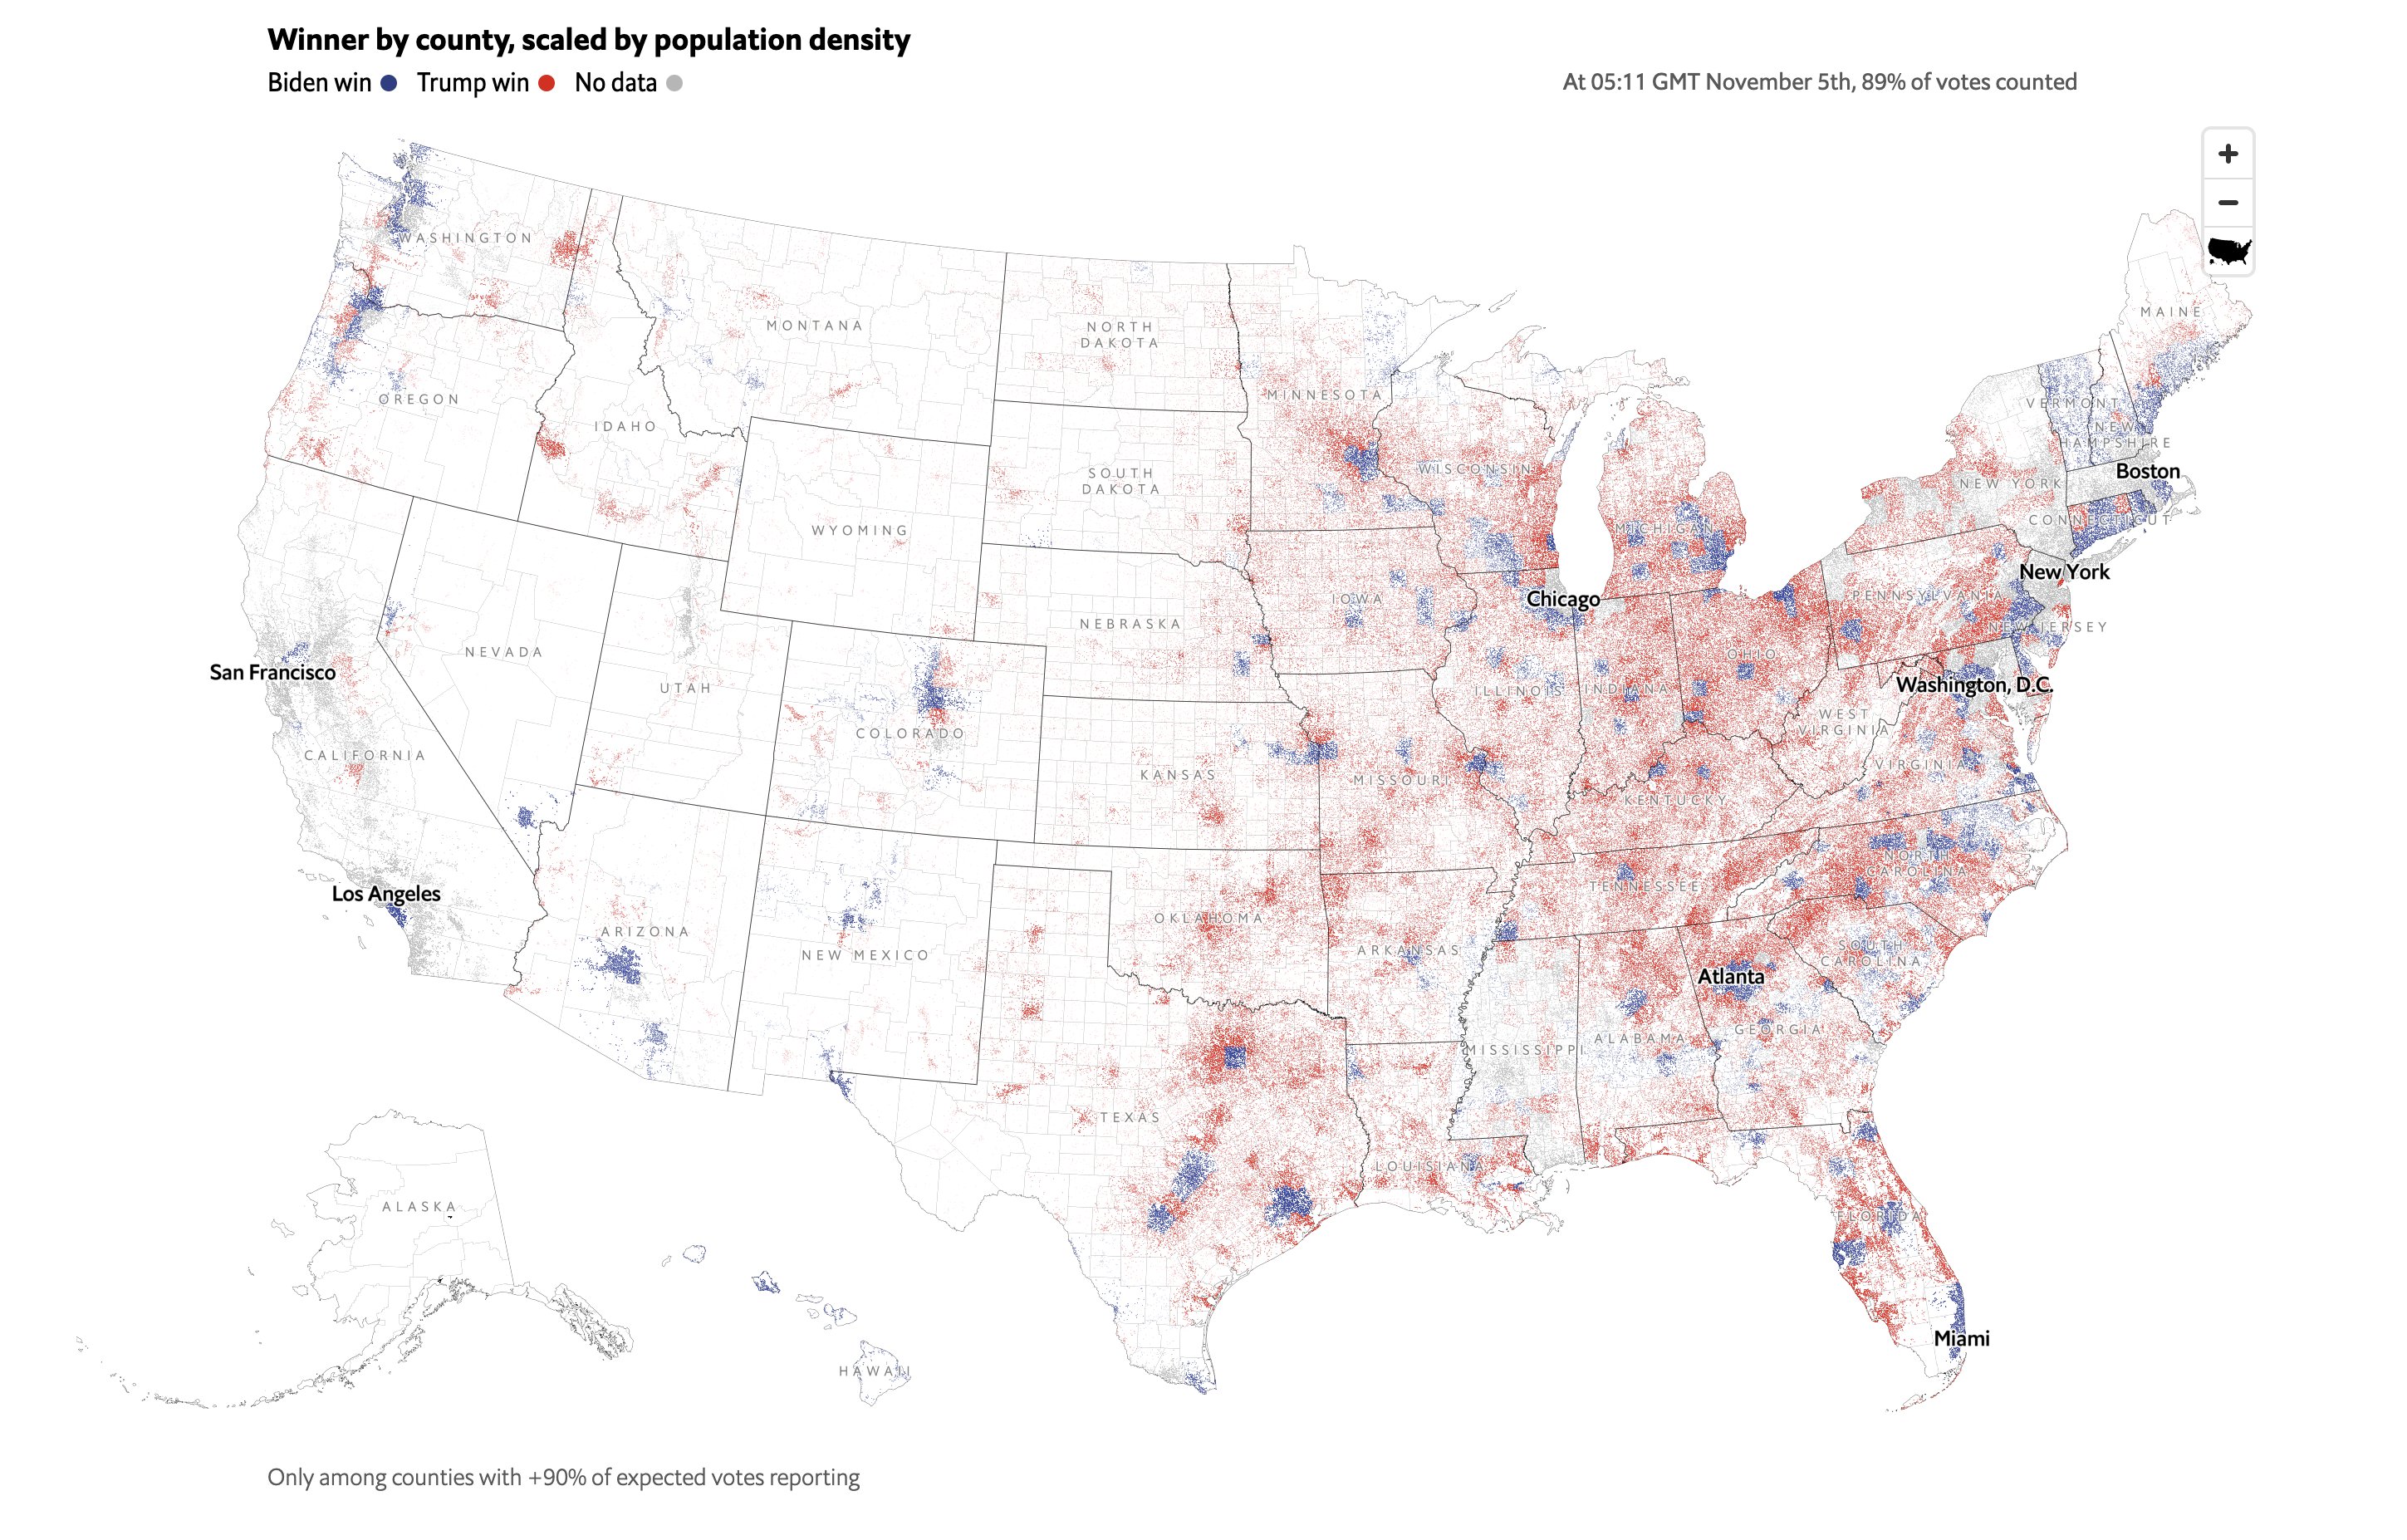 Winner by county, scaled by population density
Biden win Trump win No data
At 05:11 GMT November 5th, 89% of votes counted
+
−
WASHINGTON
MONTANA
NORTH
DAKOTA
MINNESOTA
MAINE
OREGON
IDAHO
VERMONT
NEW
HAMPSHIRE
SOUTH
DAKOTA
WISCONSIN
Boston
NEW YORK
WYOMING
MICHIGAN
CONNECTICUT
New York
IOWA
Chicago
PENNSYLVANIA
NEBRASKA
NEW JERSEY
NEVADA
San Francisco
UTAH
ILLINOIS
INDIANA
OHIO
Washington, D.C.
COLORADO
WEST
VIRGINIA
CALIFORNIA
KANSAS
MISSOURI
VIRGINIA
KENTUCKY
NORTH
CAROLINA
Los Angeles
TENNESSEE
ARIZONA
NEW MEXICO
OKLAHOMA
ARKANSAS
SOUTH
CAROLINA
Atlanta
GEORGIA
ALABAMA
MISSISSIPPI
TEXAS
LOUISIANA
ALASKA
FLORIDA
Miami
HAWAII
Only among counties with +90% of expected votes reporting